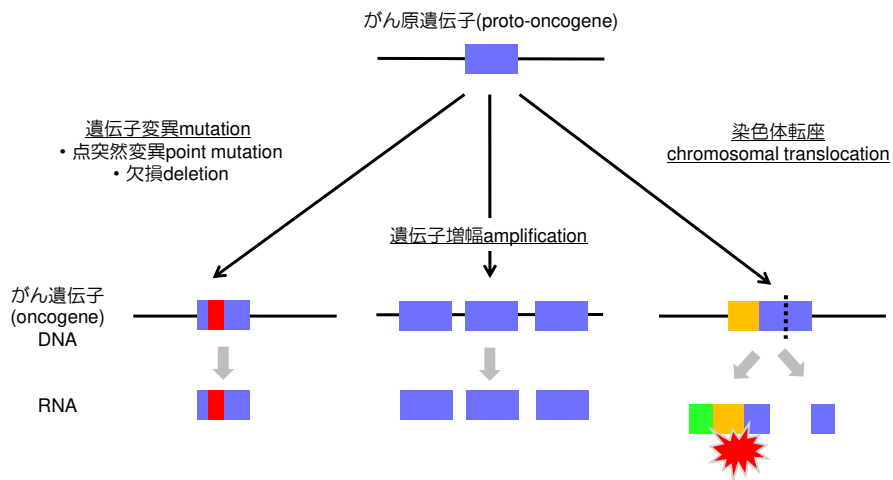 がん原遺伝子(proto-oncogene)
遺伝子変異mutation
・点突然変異point mutation
・欠損deletion
染色体転座
chromosomal translocation
遺伝子増幅amplification
がん遺伝子
(oncogene)
DNA
RNA